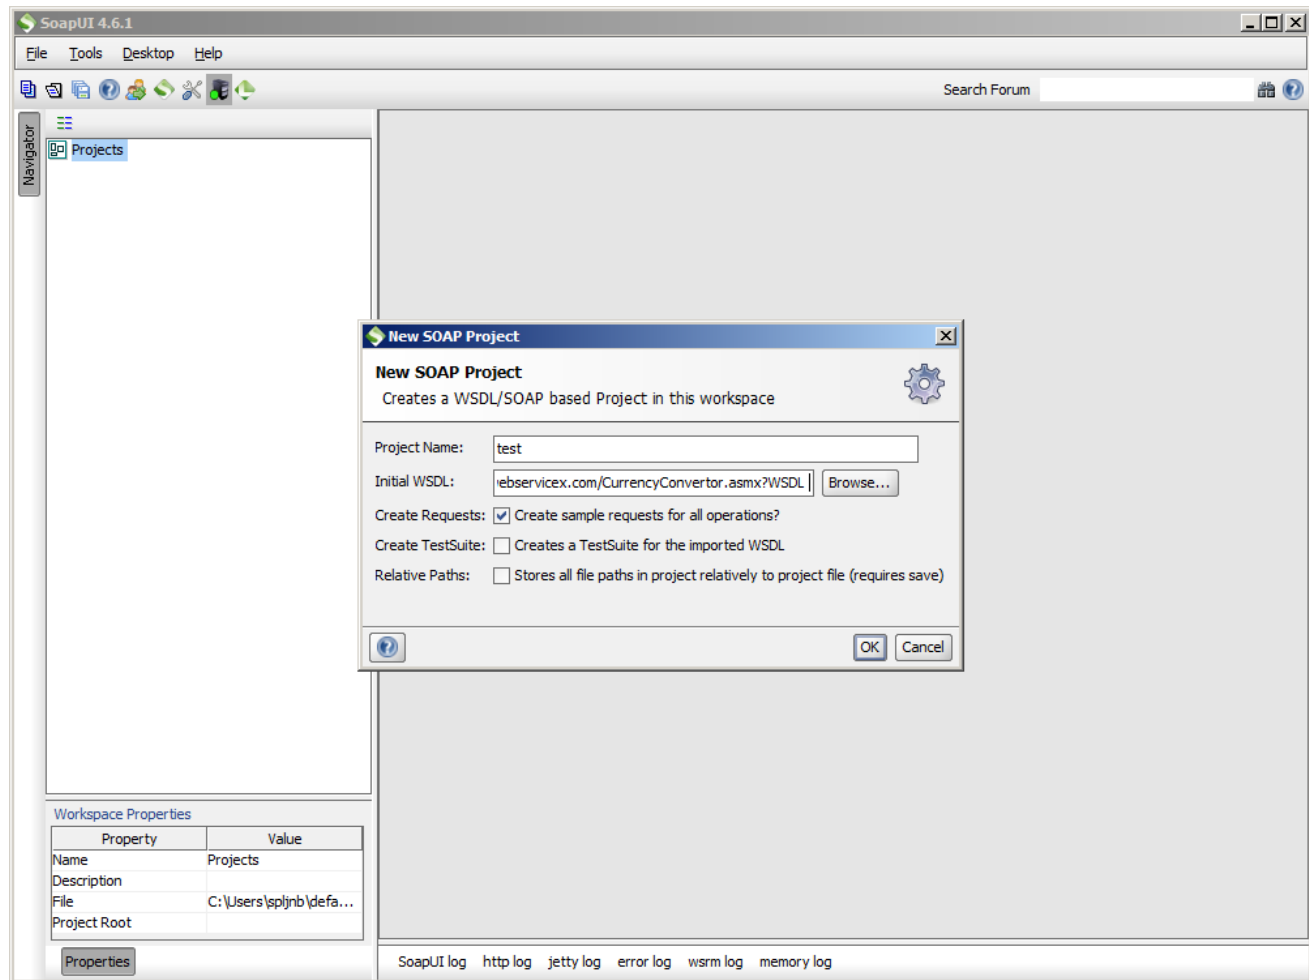 SoapUI 4.6.1
File Tools Desktop Help
Search Forum
Navigator
Projects
New SOAP Project
New SOAP Project
Creates a WSDL/SOAP based Project in this workspace
Project Name: test
Initial WSDL: ebservicex.com/CurrencyConvertor.asmx?WSDL Browse...
Create Requests: Create sample requests for all operations?
Create TestSuite: Creates a TestSuite for the imported WSDL
Relative Paths: Stores all file paths in project relatively to project file (requires save)
OK Cancel
Workspace Properties
Property Value
Name Projects
Description
File C:\Users\spljnb\defa...
Project Root
Properties
SoapUI log http log jetty log error log wsrm log memory log